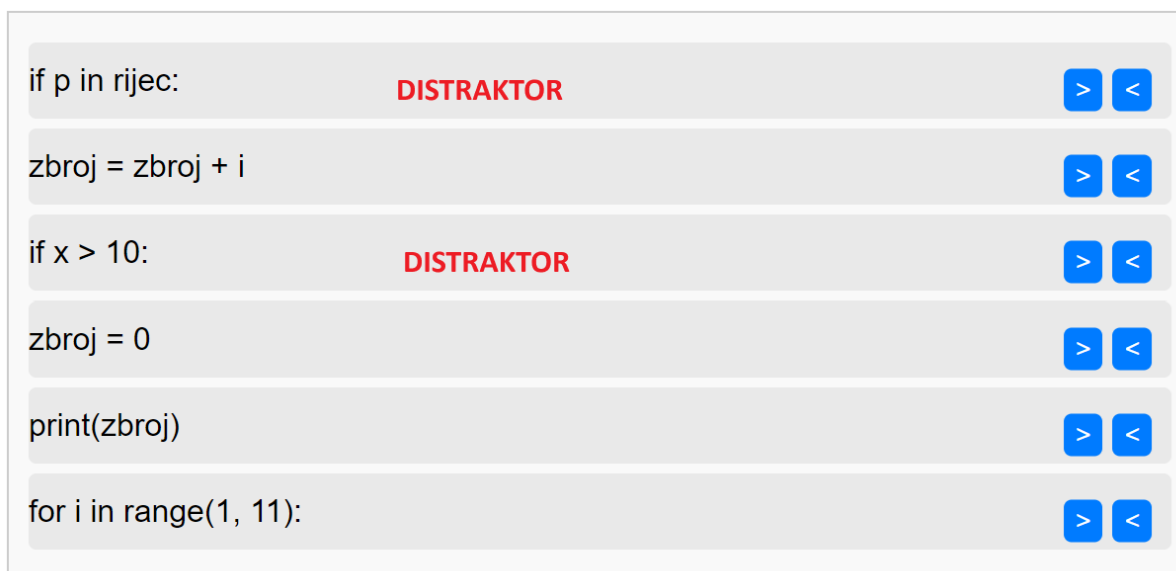 if p in rijec: DISTRAKTOR > <
zbroj = zbroj + i > <
if x > 10: DISTRAKTOR > <
zbroj = 0 > <
print(zbroj) > <
for i in range(1, 11): > <